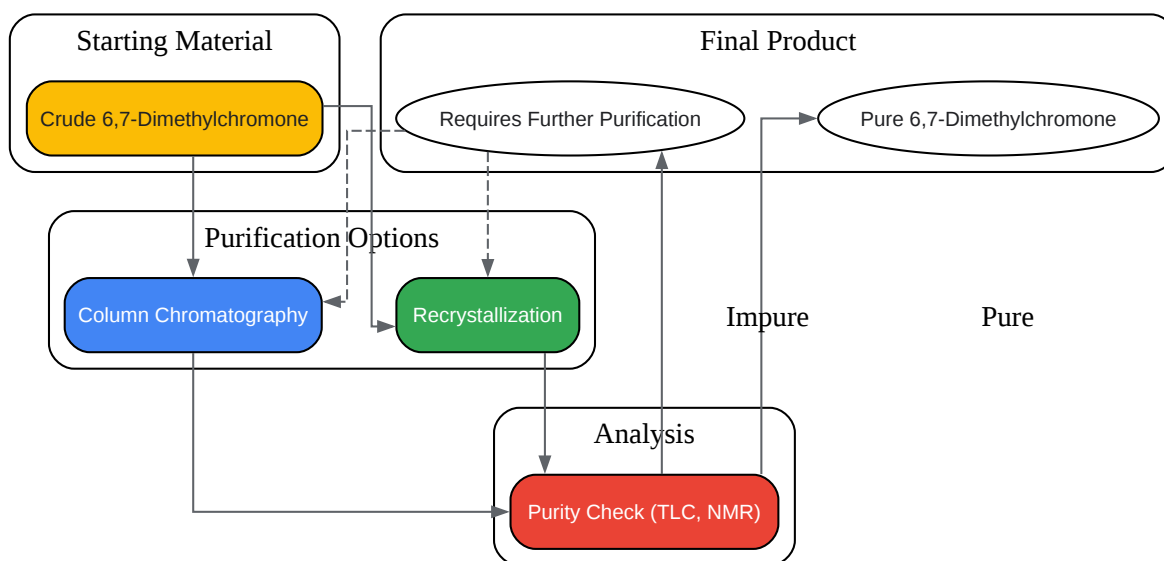 Starting Material
Final Product
Crude 6,7-Dimethylchromone
Requires Further Purification
Pure 6,7-Dimethylchromone
Purification Options
Column Chromatography
Recrystallization
Impure
Pure
Analysis
Purity Check (TLC, NMR)